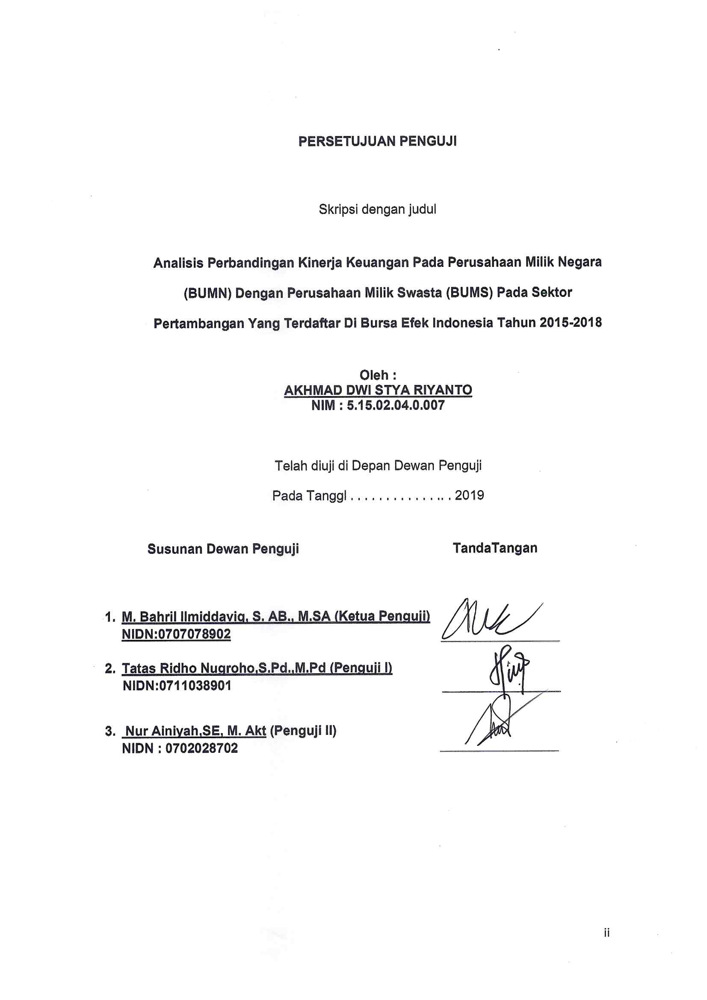 PERSETUJUAN PENGUJI
Skripsi dengan judul
Analisis Perbandingan Kinerja Keuangan Pada Perusahaan Milik Negara
(BUMN) Dengan Perusahaan Milik Swasta (BUMS) Pada Sektor
Pertambangan Yang Terdaftar Di Bursa Efek Indonesia Tahun 2015-2018
Oleh :
AKHMAD DWI STYA RIYANTO
NIM : 5.15.02.04.0.007
Telah diuji di Depan Dewan Penguji
Pada Tanggl . . . . . . . . . . . . . .. . 2019
Susunan Dewan Penguji TandaTangan
1. M. Bahril Ilmiddaviq, S. AB., M.SA (Ketua Penguji)
NIDN:0707078902
2. Tatas Ridho Nugroho,S.Pd.,M.Pd (Penguji I)
NIDN:0711038901
3. Nur Ainiyah,SE, M. Akt (Penguji II)
NIDN : 0702028702
ii